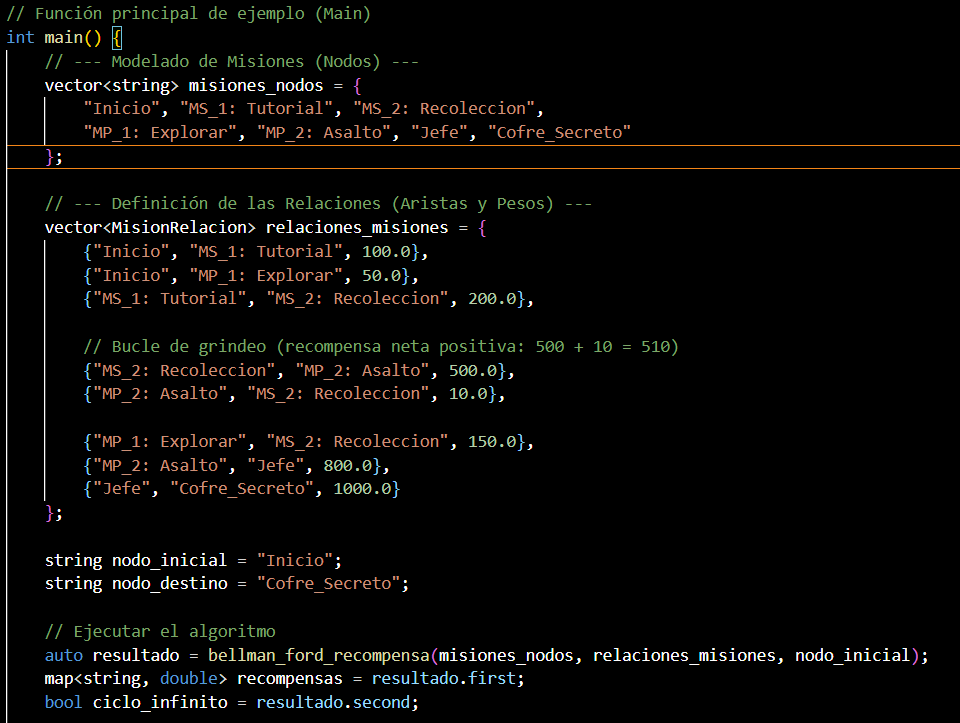 // Función principal de ejemplo (Main)
int main() {
// --- Modelado de Misiones (Nodos) ---
vector<string> misiones_nodos = {
"Inicio", "MS_1: Tutorial", "MS_2: Recoleccion",
"MP_1: Explorar", "MP_2: Asalto", "Jefe", "Cofre_Secreto"
};
// --- Definición de las Relaciones (Aristas y Pesos) ---
vector<MisionRelacion> relaciones_misiones = {
{"Inicio", "MS_1: Tutorial", 100.0},
{"Inicio", "MP_1: Explorar", 50.0},
{"MS_1: Tutorial", "MS_2: Recoleccion", 200.0},
// Bucle de grindeo (recompensa neta positiva: 500 + 10 = 510)
{"MS_2: Recoleccion", "MP_2: Asalto", 500.0},
{"MP_2: Asalto", "MS_2: Recoleccion", 10.0},
{"MP_1: Explorar", "MS_2: Recoleccion", 150.0},
{"MP_2: Asalto", "Jefe", 800.0},
{"Jefe", "Cofre_Secreto", 1000.0}
};
string nodo_inicial = "Inicio";
string nodo_destino = "Cofre_Secreto";
// Ejecutar el algoritmo
auto resultado = bellman_ford_recompensa(misiones_nodos, relaciones_misiones, nodo_inicial);
map<string, double> recompensas = resultado.first;
bool ciclo_infinito = resultado.second;